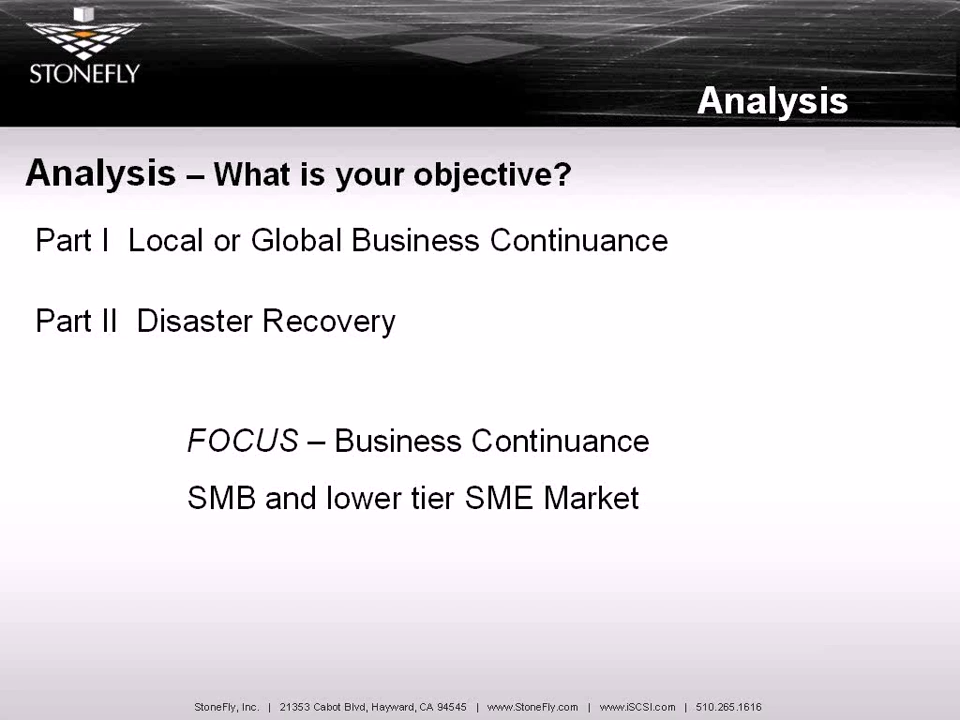 STONEFLY
Analysis
Analysis – What is your objective?
Part I Local or Global Business Continuance
Part II Disaster Recovery
FOCUS – Business Continuance
SMB and lower tier SME Market
StoneFly, Inc. | 21353 Cabot Blvd, Hayward, CA 94545 | www.StoneFly.com | www.iSCSI.com | 510.265.1616